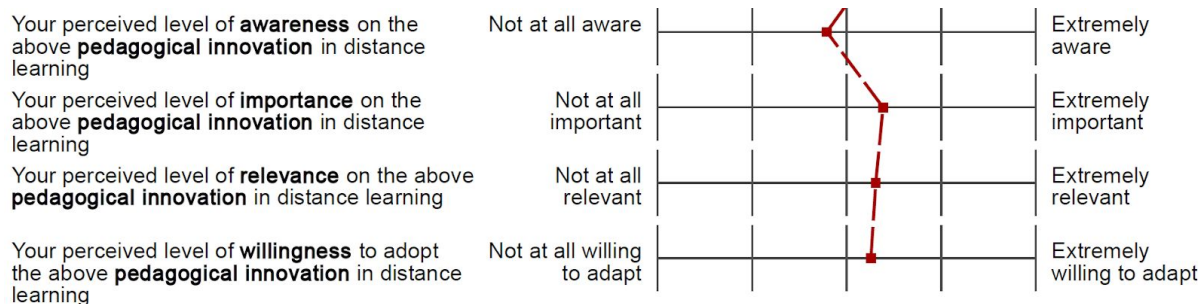 Your perceived level of awareness on the
above pedagogical innovation in distance
learning
Not at all aware
Extremely
aware
Your perceived level of importance on the
above pedagogical innovation in distance
learning
Not at all
important
Extremely
important
Your perceived level of relevance on the above
pedagogical innovation in distance learning
Not at all
relevant
Extremely
relevant
Your perceived level of willingness to adopt
the above pedagogical innovation in distance
learning
Not at all willing
to adapt
Extremely
willing to adapt